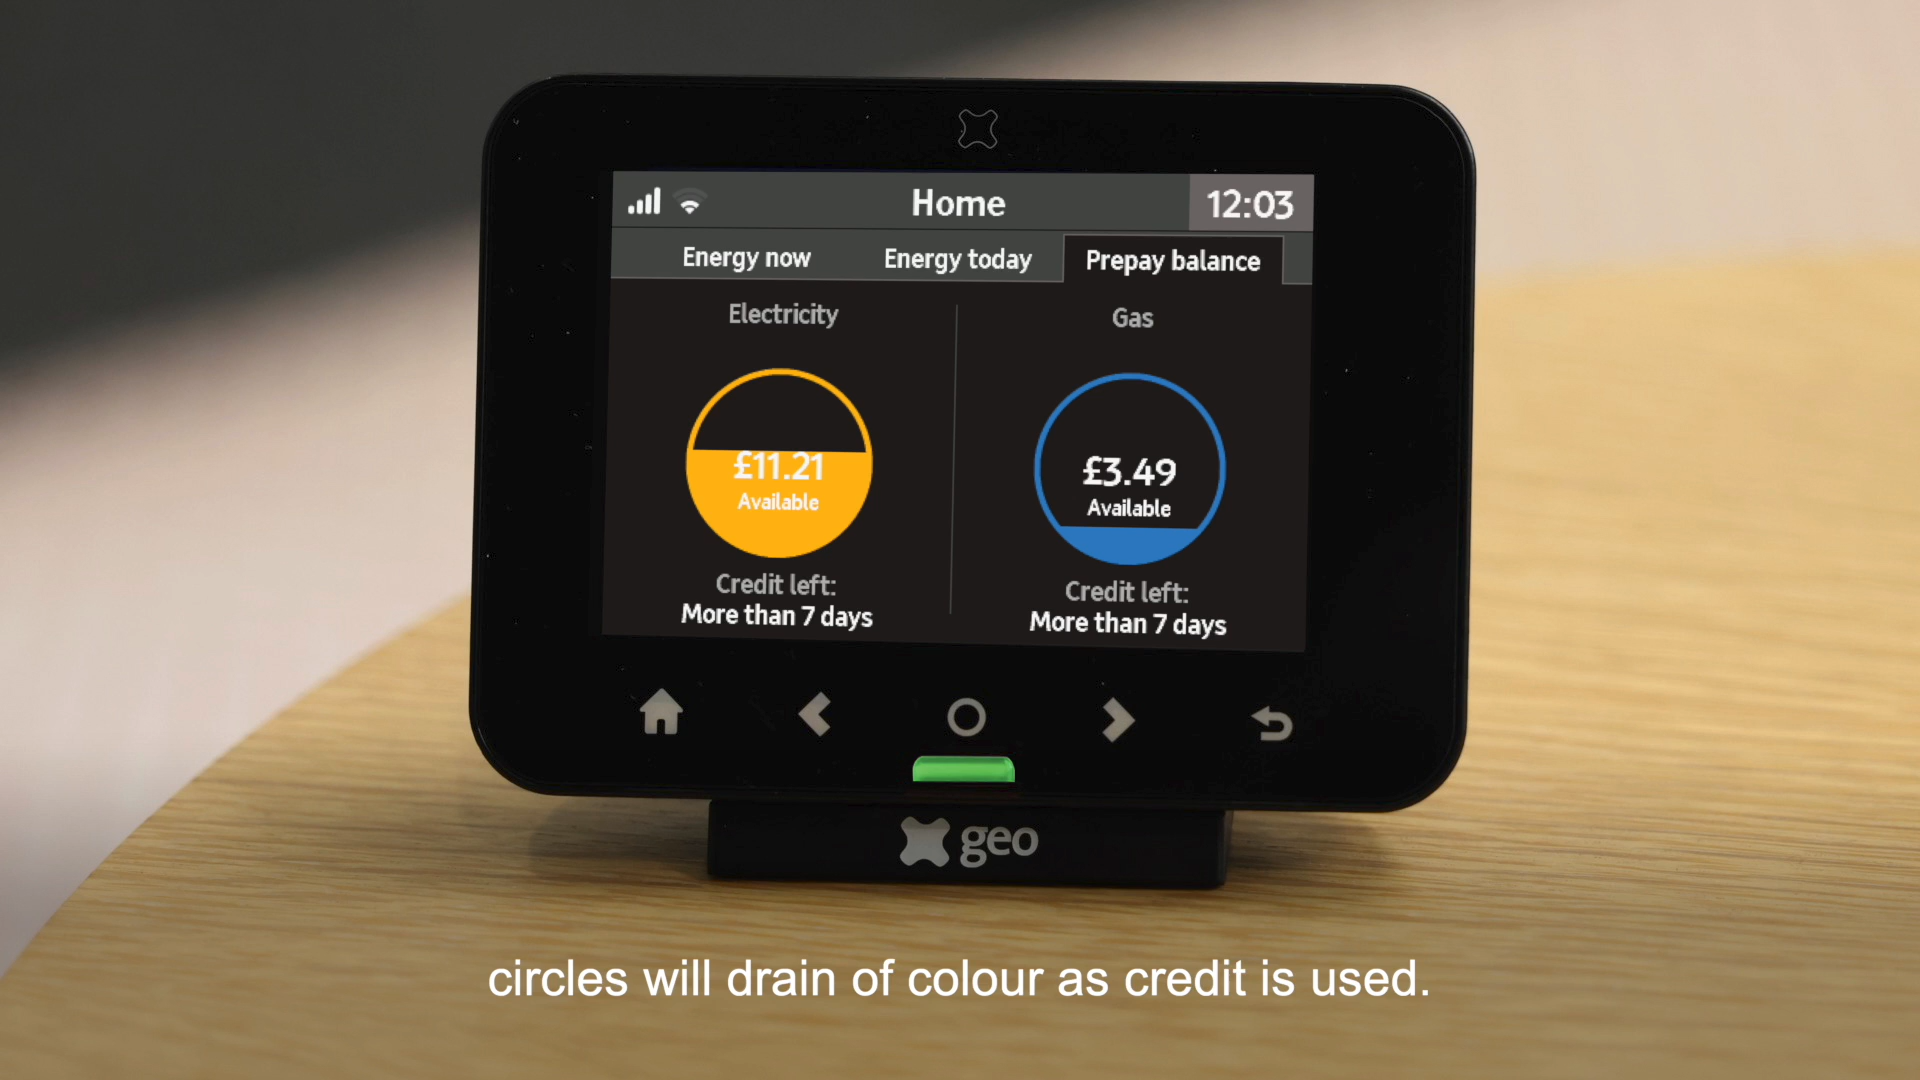 Home
12:03
Energy now
Energy today
Prepay balance
Electricity
Gas
£11.21
Available
£3.49
Available
Credit left:
More than 7 days
Credit left:
More than 7 days
geo
circles will drain of colour as credit is used.